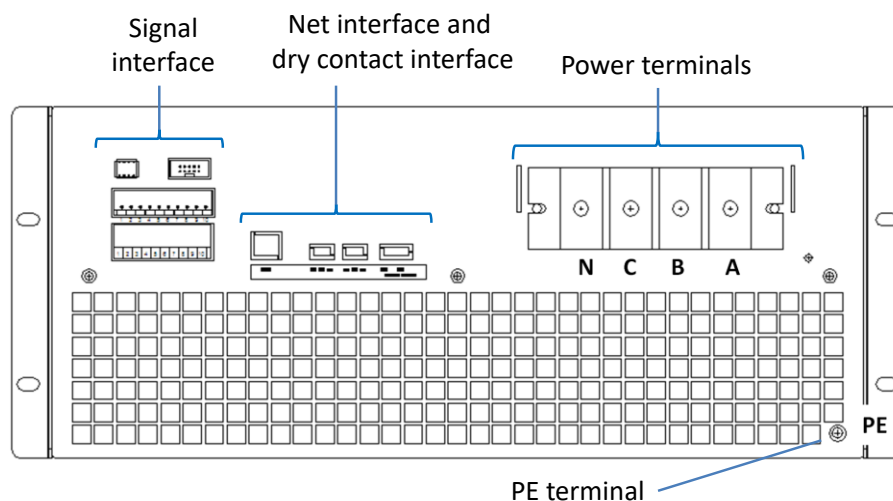 Signal
interface
Net interface and
dry contact interface
Power terminals
N C B A
PE
PE terminal